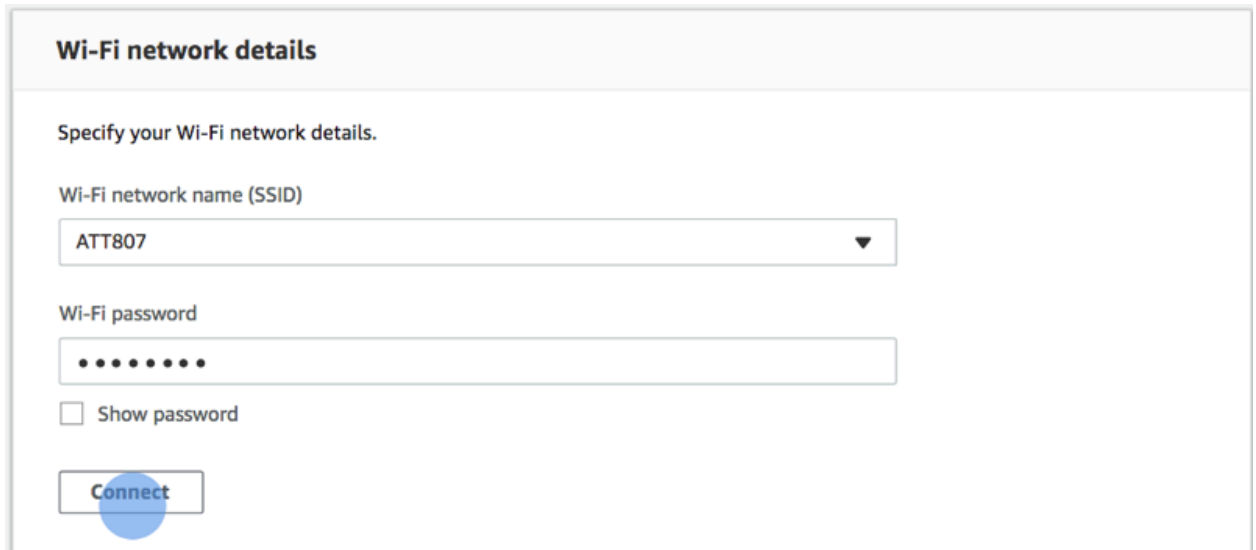 Wi-Fi network details
Specify your Wi-Fi network details.
Wi-Fi network name (SSID)
ATT807
Wi-Fi password
••••••••
Show password
Connect